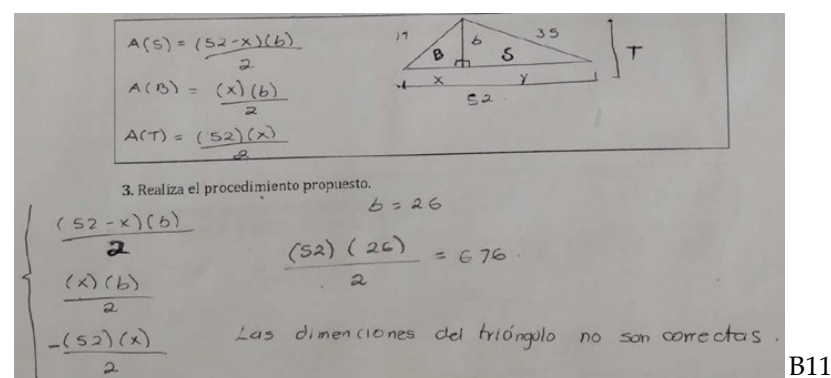 A(S) = (52-x)(b)
2
17
b
35
B
S
T
A(B) = (x)(b)
2
x
y
52
A(T) = (52)(x)
2
3. Realiza el procedimiento propuesto.
b = 26
(52-x)(b)
2
(52) (26) = 676.
2
(x)(b)
2
-(52)(x)
2
Las dimenciones del triángulo no son correctas.
B11